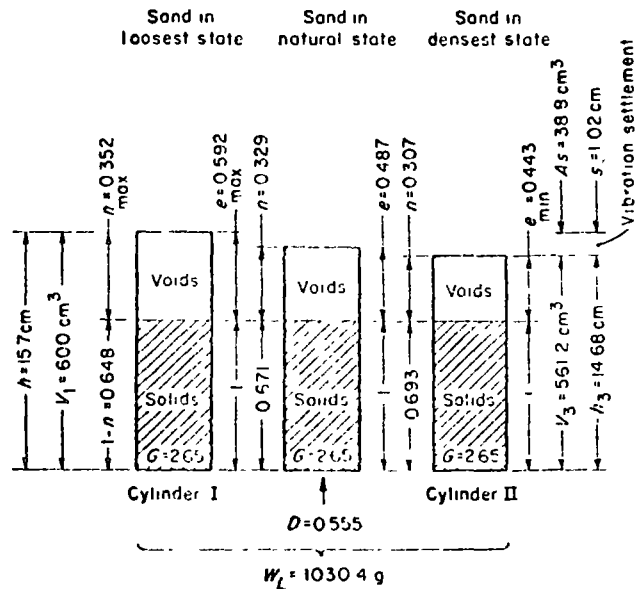 Sand in
loosest state
Sand in
natural state
Sand in
densest state
h = 15.7 cm
V₁ = 600 cm³
n max = 0.352
1 - n = 0.648
e max = 0.592
1
n = 0.329
0.671
e = 0.487
1
n = 0.307
0.693
e min = 0.443
1
As = 38.8 cm³
s = 1.02 cm
Vibration settlement
V₃ = 561.2 cm³
h₃ = 14.68 cm
Voids
Voids
Voids
Solids
Solids
Solids
G = 2.65
G = 2.65
G = 2.65
Cylinder I
Cylinder II
D = 0.555
W_L = 1030.4 g